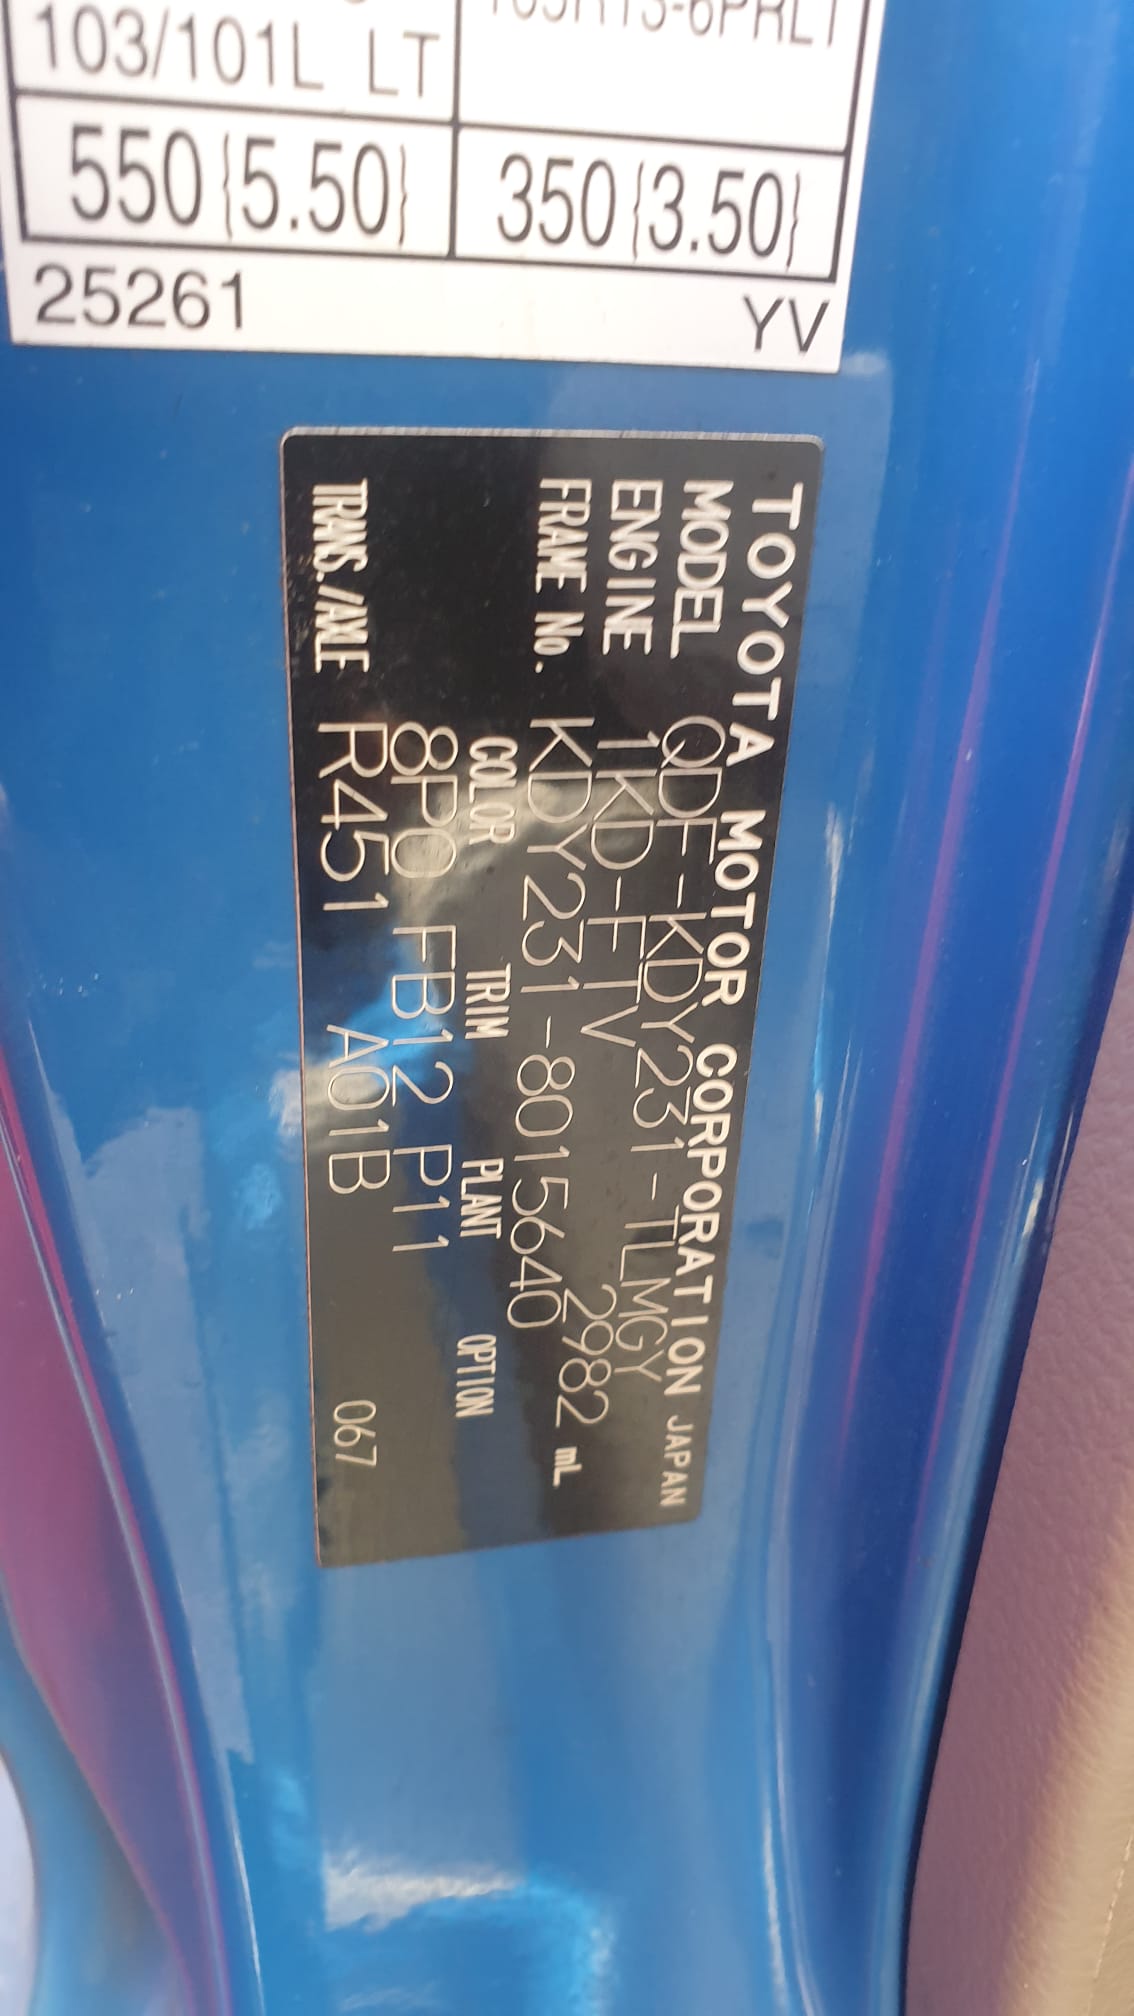 103/101L LT
550{5.50} 350{3.50}
25261 YV
TOYOTA MOTOR CORPORATION JAPAN
MODEL QDF-KDY231-TLMGY
ENGINE 1KD-FTV 2982 mL
FRAME No. KDY231-8015640
COLOR TRIM PLANT OPTION
8P0 FB12 P11
TRANS./AXLE R451 A01B 067